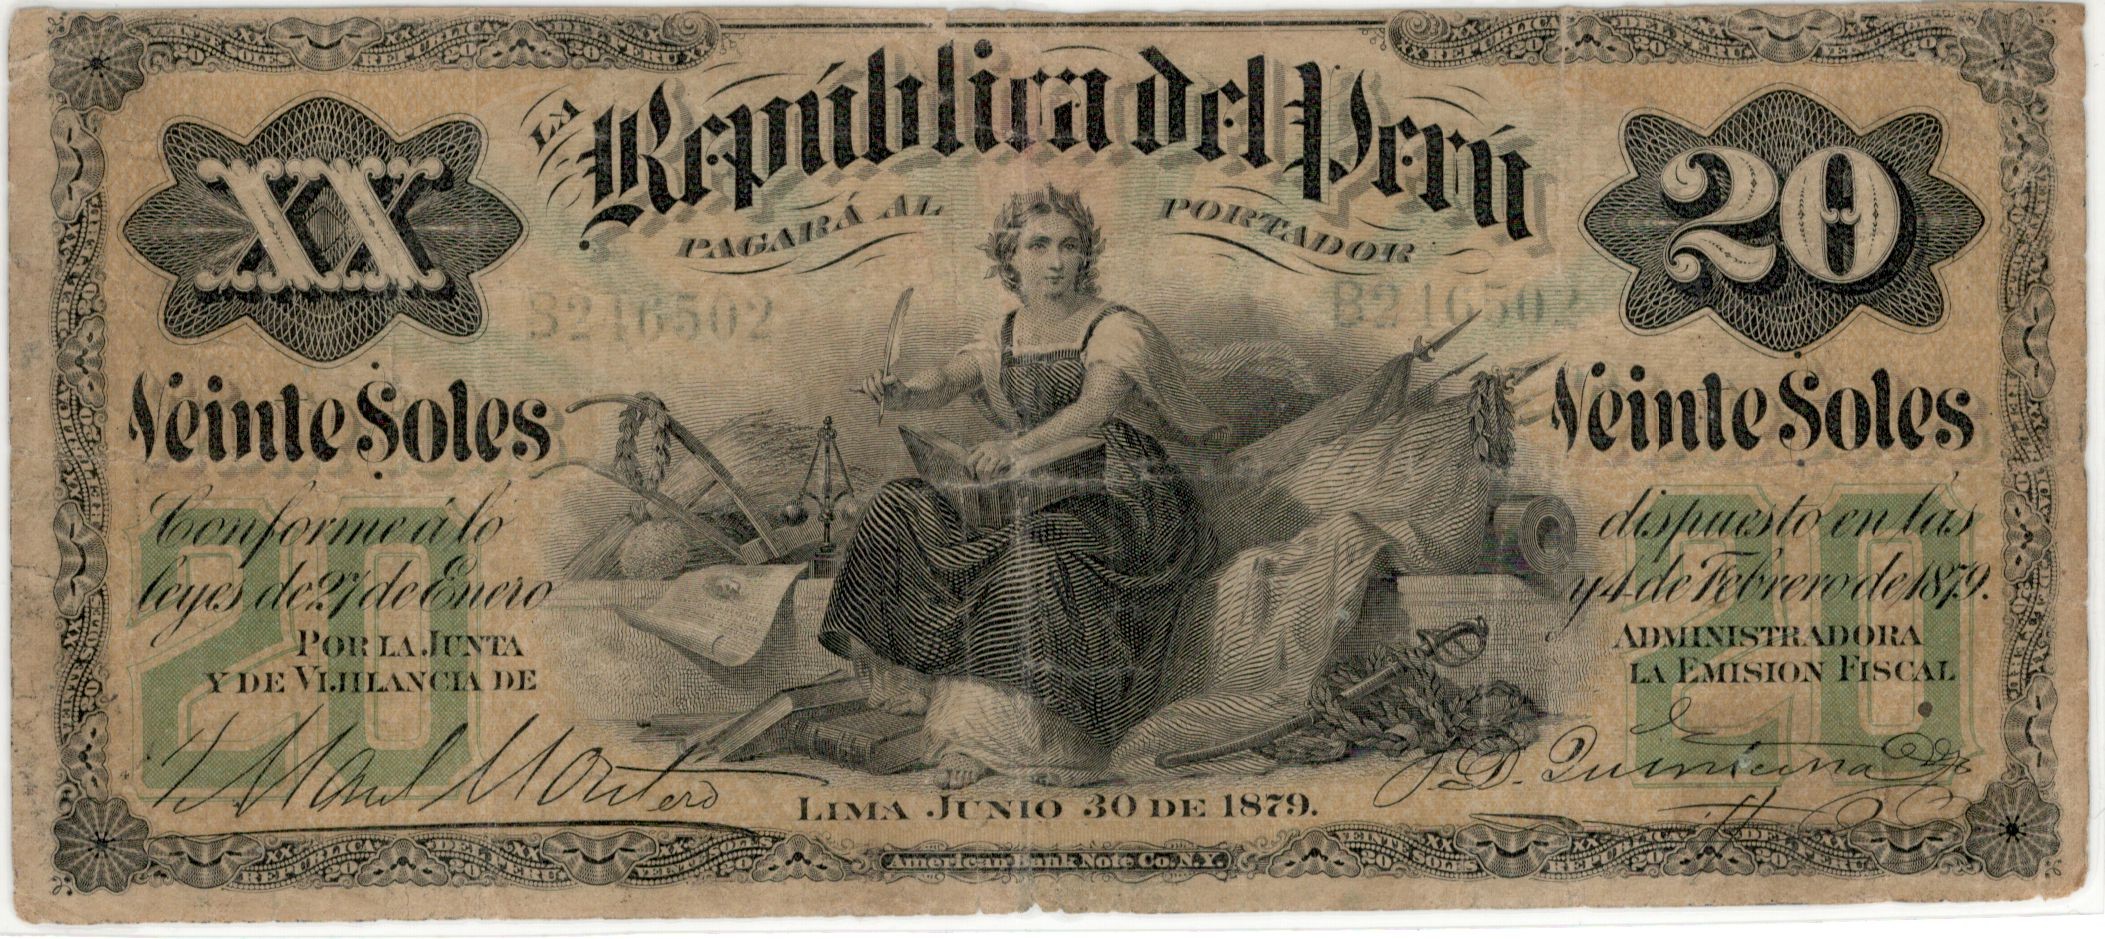 LA República del Perú
PAGARÁ AL PORTADOR
XX
20
B246502
B246502
Veinte Soles
Veinte Soles
20
20
Conforme á lo dispuesto en las
leyes de 27 de Enero y 4 de Febrero de 1879.
POR LA JUNTA ADMINISTRADORA
Y DE VIJILANCIA DE LA EMISION FISCAL
LIMA JUNIO 30 DE 1879.
American Bank Note Co. N.Y.